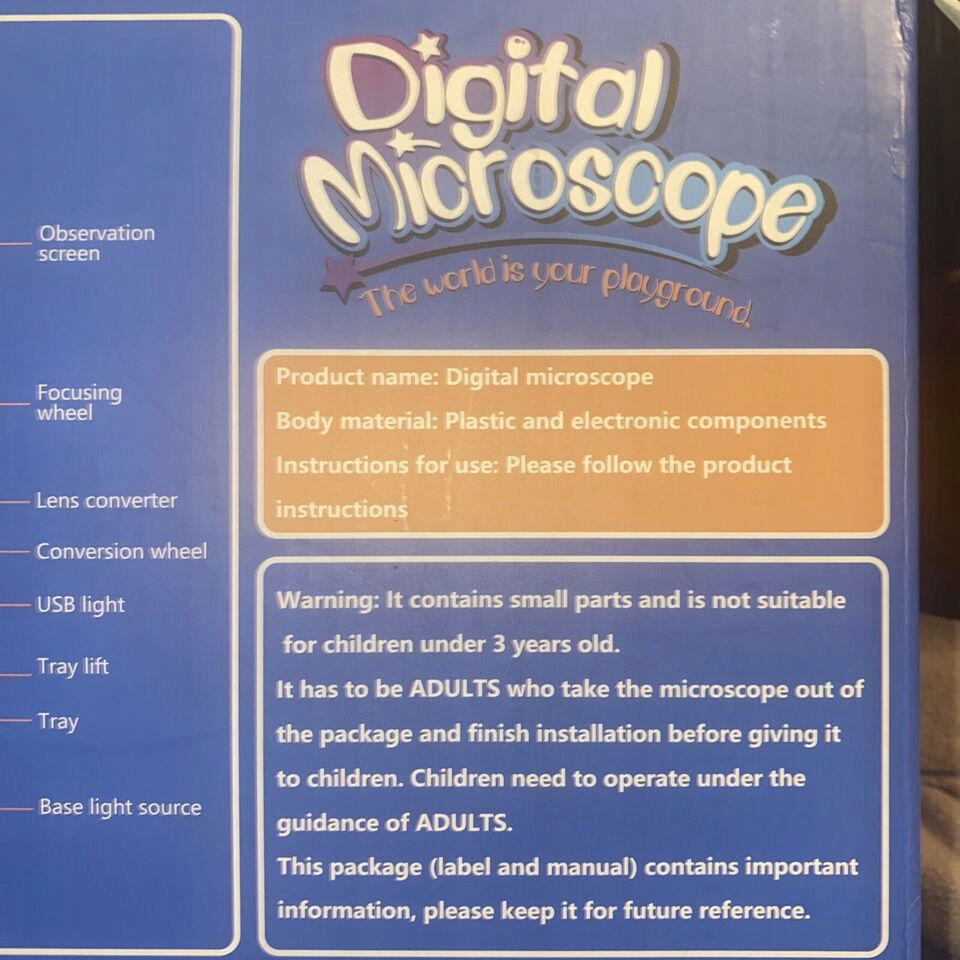 Observation
screen
Focusing
wheel
Lens converter
Conversion wheel
USB light
Tray lift
Tray
Base light source
Digital
Microscope
The world is your playground.
Product name: Digital microscope
Body material: Plastic and electronic components
Instructions for use: Please follow the product
instructions
Warning: It contains small parts and is not suitable
for children under 3 years old.
It has to be ADULTS who take the microscope out of
the package and finish installation before giving it
to children. Children need to operate under the
guidance of ADULTS.
This package (label and manual) contains important
information, please keep it for future reference.